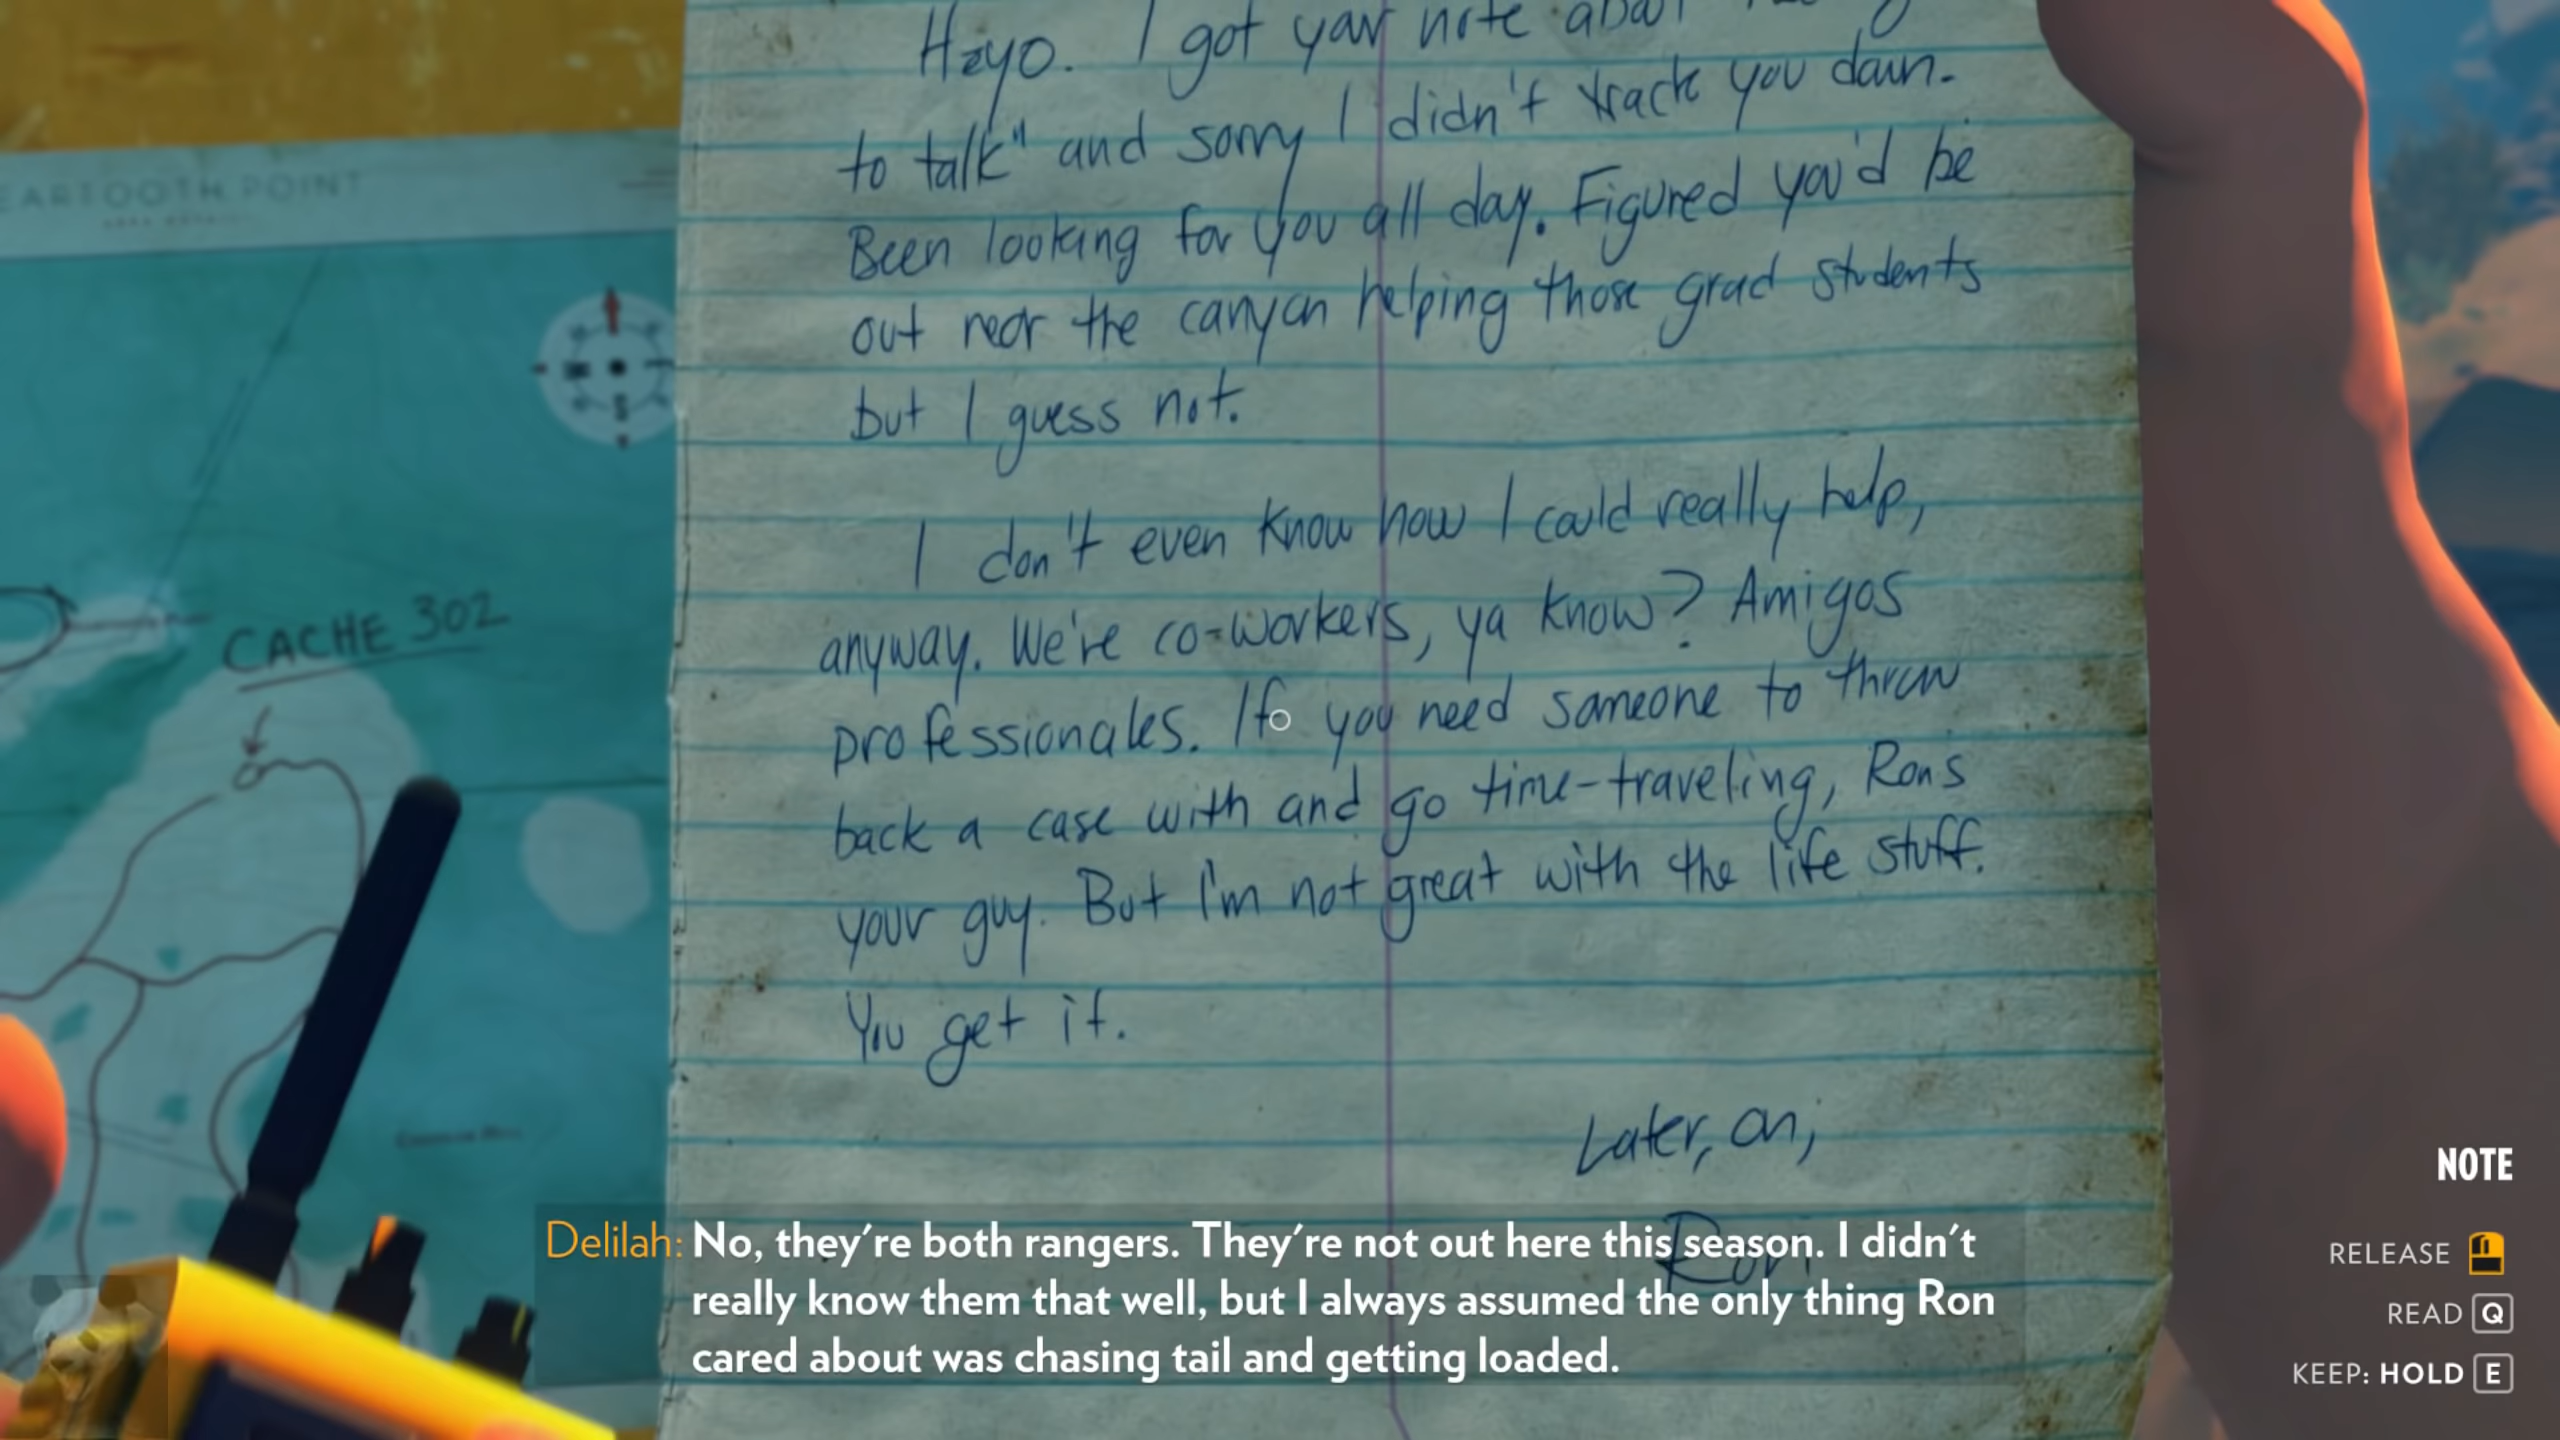 Heyo. I got your note about
to talk" and sorry I didn't track you down.
Been looking for you all day. Figured you'd be
out near the canyon helping those grad students
but I guess not.
I don't even know how I could really help,
anyway. We're co-workers, ya know? Amigos
professionales. If you need someone to throw
back a case with and go time-traveling, Ron's
your guy. But I'm not great with the life stuff.
You get it.
Later, on,
EARTOOTH POINT
CACHE 302
Delilah: No, they're both rangers. They're not out here this season. I didn't
really know them that well, but I always assumed the only thing Ron
cared about was chasing tail and getting loaded.
NOTE
RELEASE
READ Q
KEEP: HOLD E